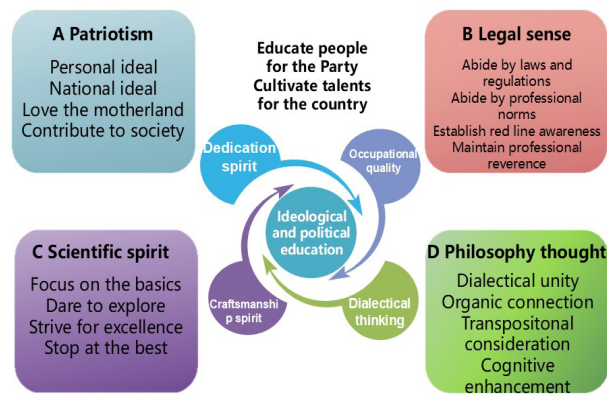 A Patriotism
Personal ideal
National ideal
Love the motherland
Contribute to society
Educate people
for the Party
Cultivate talents
for the country
B Legal sense
Abide by laws and
regulations
Abide by professional
norms
Establish red line awareness
Maintain professional
reverence
Dedication
spirit
Occupational
quality
Ideological
and political
education
Craftsmanshi
p spirit
Dialectical
thinking
C Scientific spirit
Focus on the basics
Dare to explore
Strive for excellence
Stop at the best
D Philosophy thought
Dialectical unity
Organic connection
Transpositonal
consideration
Cognitive
enhancement